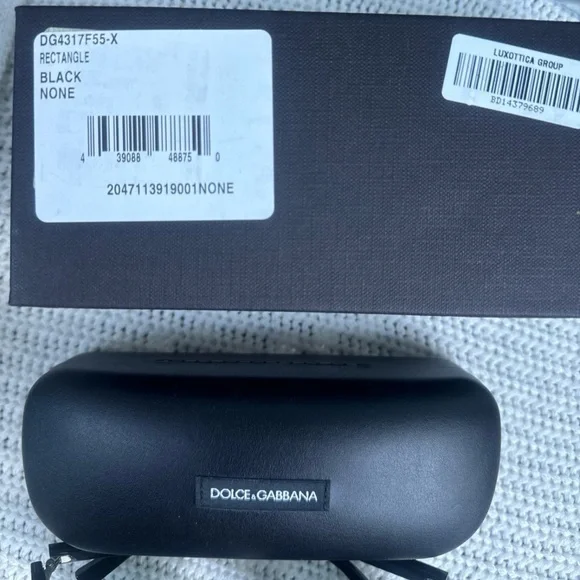 DG4317F55-X
RECTANGLE
BLACK
NONE
4 39088 48875 0
2047113919001NONE
LUXOTTICA GROUP
BD14379689
DOLCE&GABBANA